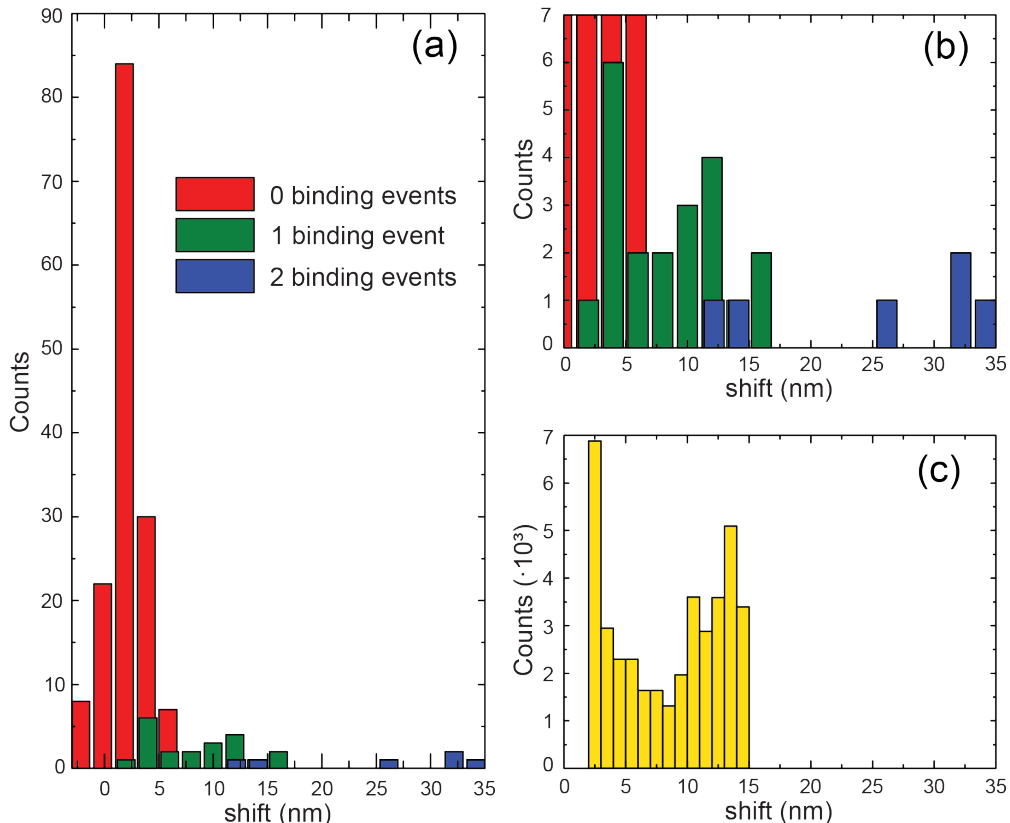 (a)
90
80
70
60
50
40
30
20
10
0
Counts
0 binding events
1 binding event
2 binding events
0 5 10 15 20 25 30 35
shift (nm)
(b)
7
6
5
4
3
2
1
0
Counts
0 5 10 15 20 25 30 35
shift (nm)
(c)
7
6
5
4
3
2
1
0
Counts (·10³)
0 5 10 15 20 25 30 35
shift (nm)